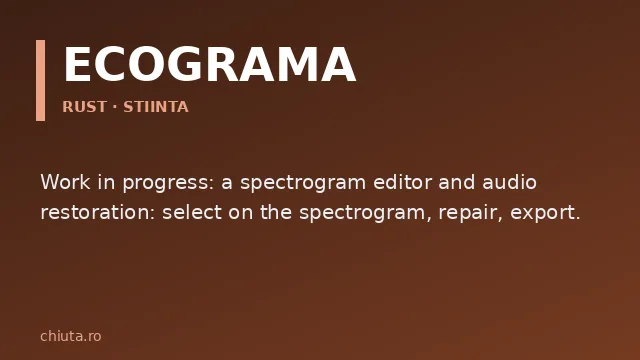 ECOGRAMA
RUST · STIINTA
Work in progress: a spectrogram editor and audio
restoration: select on the spectrogram, repair, export.
chiuta.ro